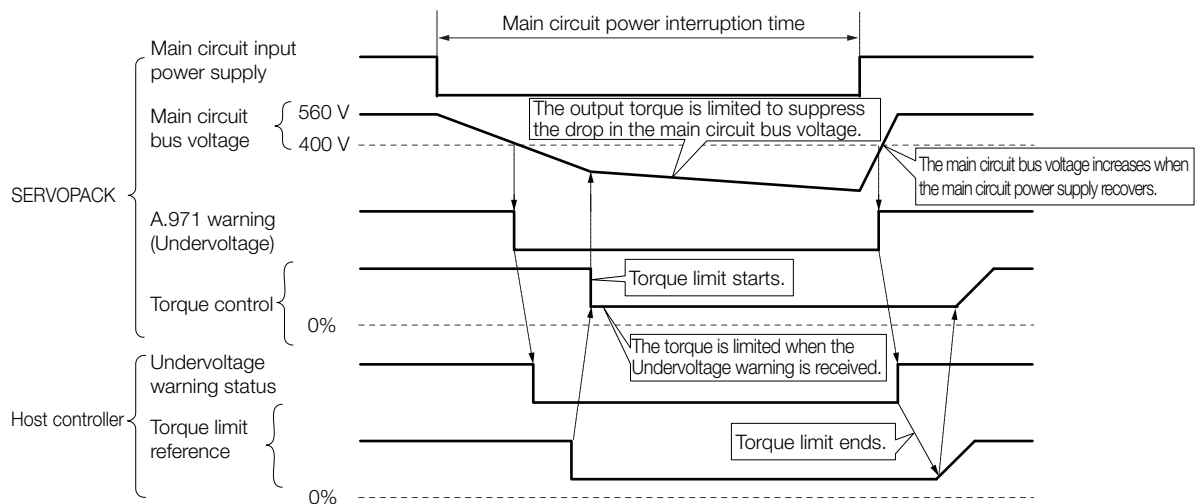 Main circuit power interruption time
Main circuit input
power supply
Main circuit
bus voltage
560 V
400 V
The output torque is limited to suppress
the drop in the main circuit bus voltage.
The main circuit bus voltage increases when
the main circuit power supply recovers.
SERVOPACK
A.971 warning
(Undervoltage)
Torque limit starts.
Torque control
0%
The torque is limited when the
Undervoltage warning is received.
Undervoltage
warning status
Host controller
Torque limit
reference
Torque limit ends.
0%